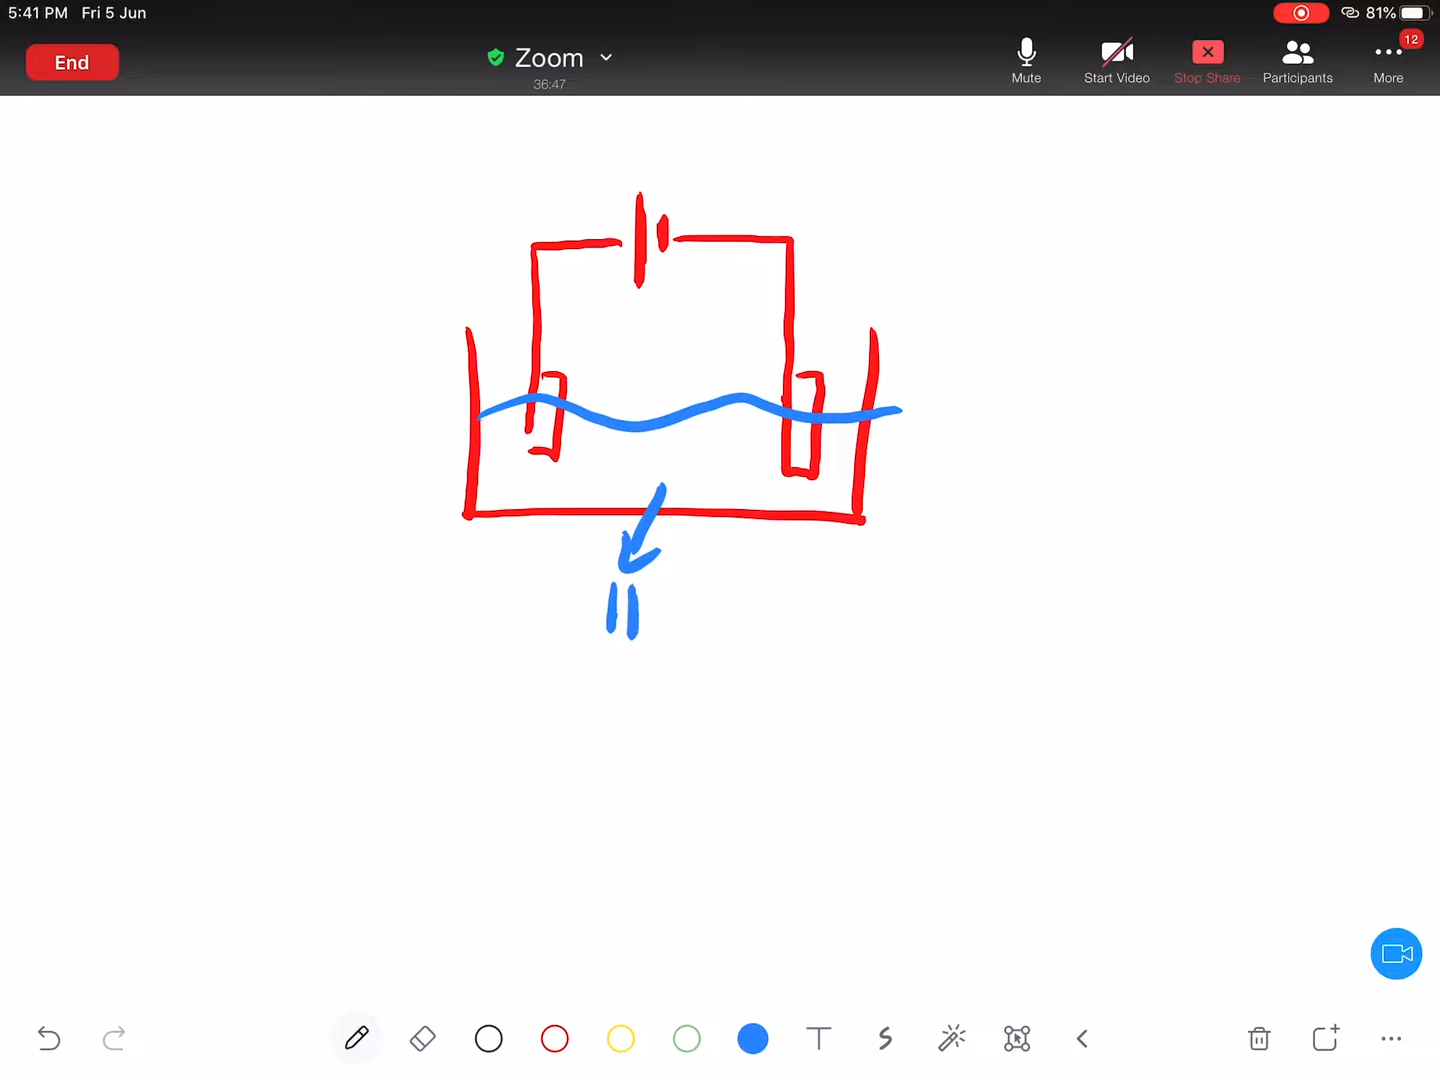 5:41 PM Fri 5 Jun
81%
End
Zoom
36:47
Mute
Start Video
Stop Share
Participants
12
More
T